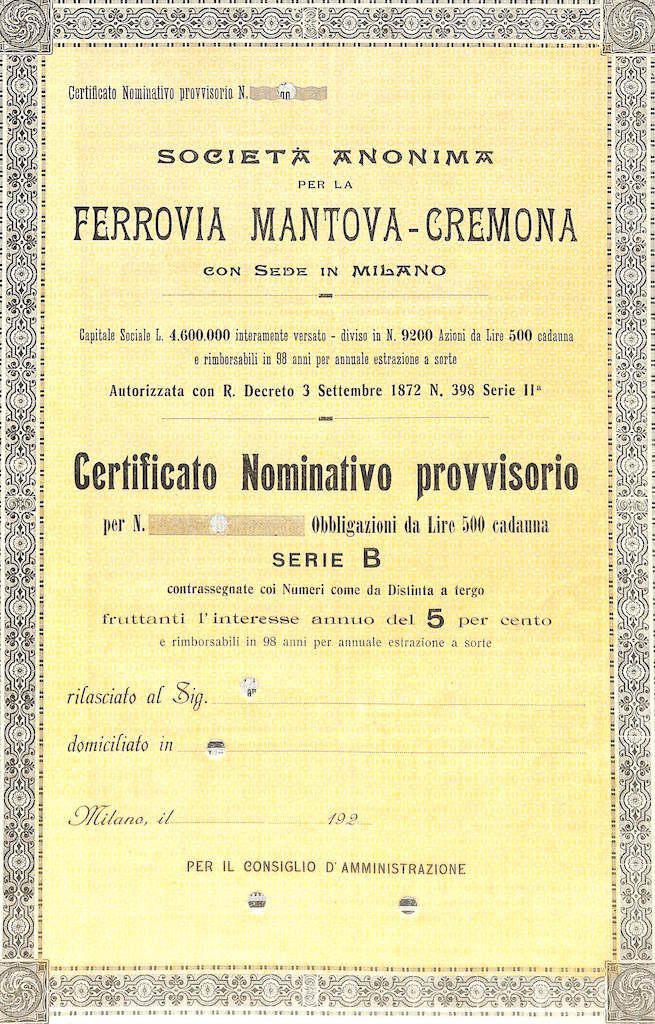 Certificato Nominativo provvisorio N.
SOCIETÀ ANONIMA
PER LA
FERROVIA MANTOVA-CREMONA
CON SEDE IN MILANO
Capitale Sociale L. 4.600.000 interamente versato - diviso in N. 9200 Azioni da Lire 500 cadauna
e rimborsabili in 98 anni per annuale estrazione a sorte
Autorizzata con R. Decreto 3 Settembre 1872 N. 398 Serie IIª
Certificato Nominativo provvisorio
per N. Obbligazioni da Lire 500 cadauna
SERIE B
contrassegnate coi Numeri come da Distinta a tergo
fruttanti l'interesse annuo del 5 per cento
e rimborsabili in 98 anni per annuale estrazione a sorte
rilasciato al Sig.
domiciliato in
Milano, il 192
PER IL CONSIGLIO D'AMMINISTRAZIONE